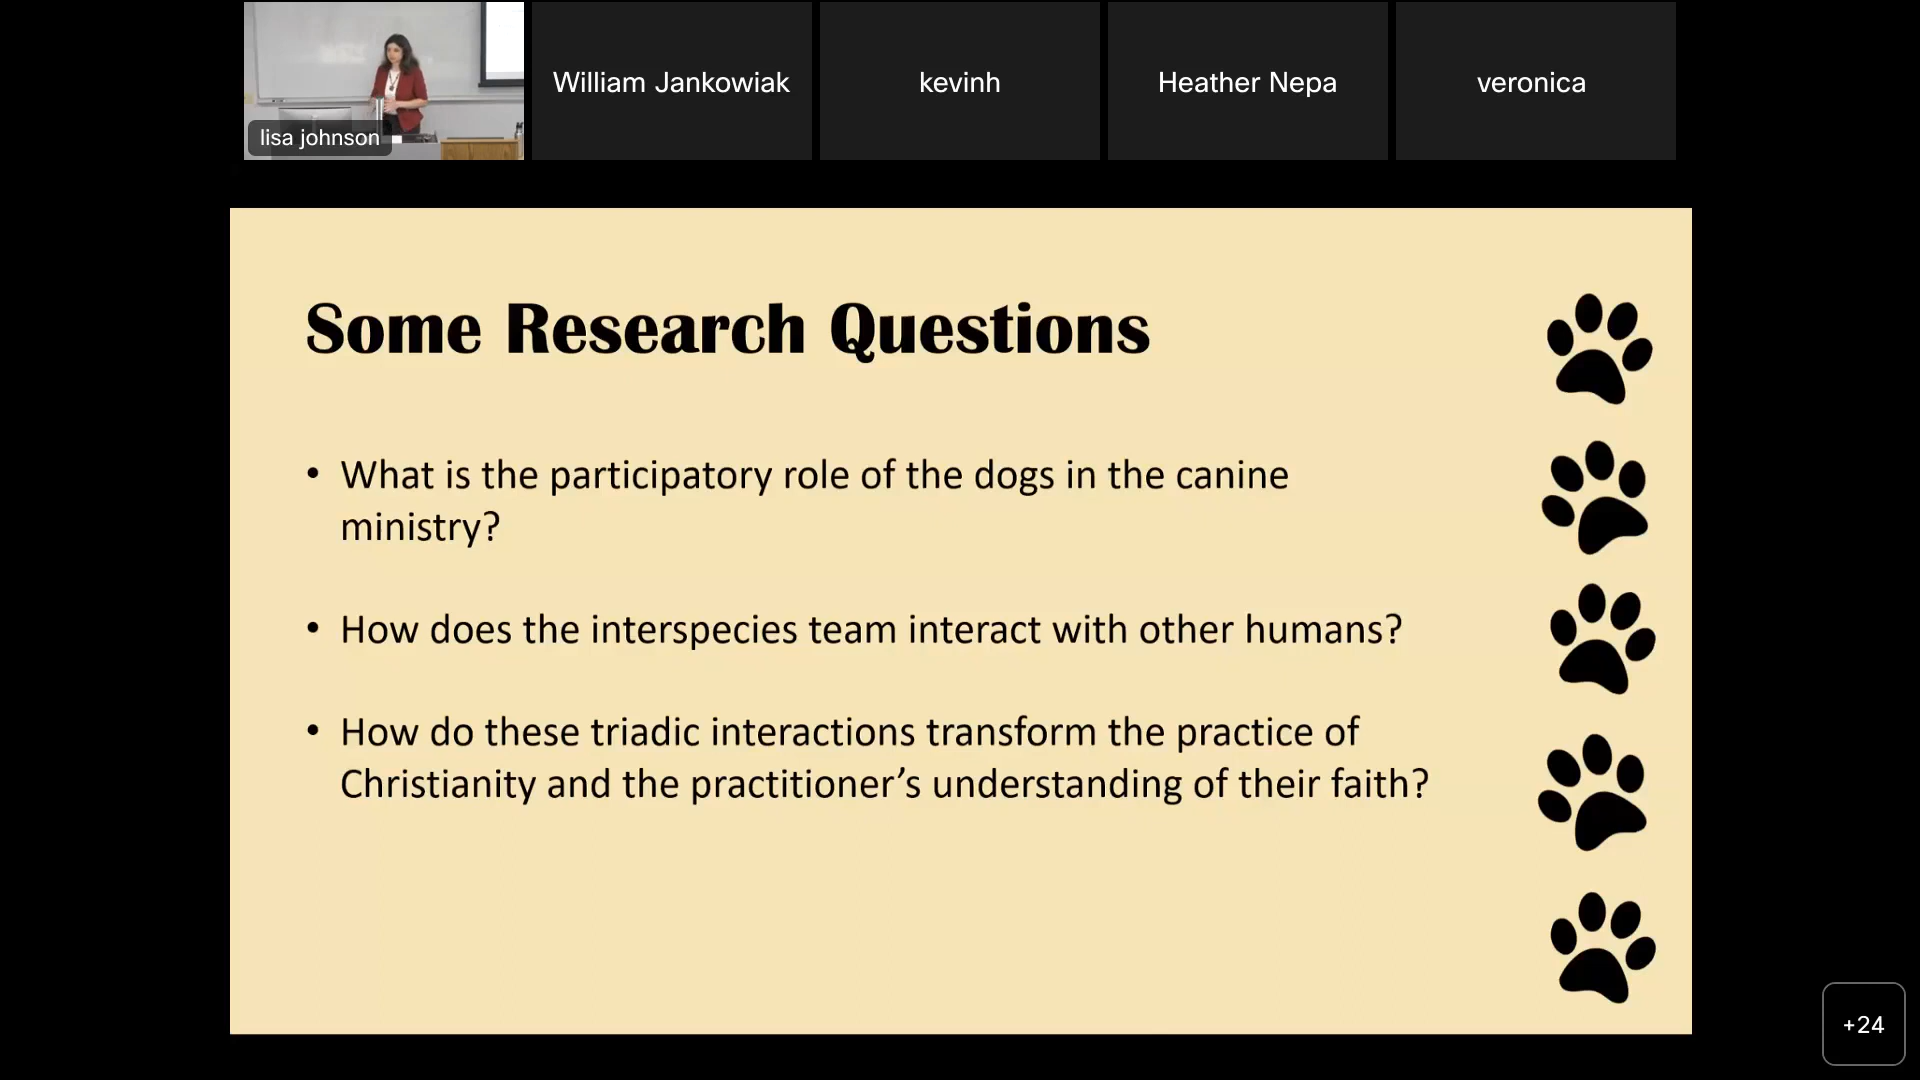 lisa johnson
William Jankowiak
kevinh
Heather Nepa
veronica
Some Research Questions
• What is the participatory role of the dogs in the canine
ministry?
• How does the interspecies team interact with other humans?
• How do these triadic interactions transform the practice of
Christianity and the practitioner’s understanding of their faith?
+24